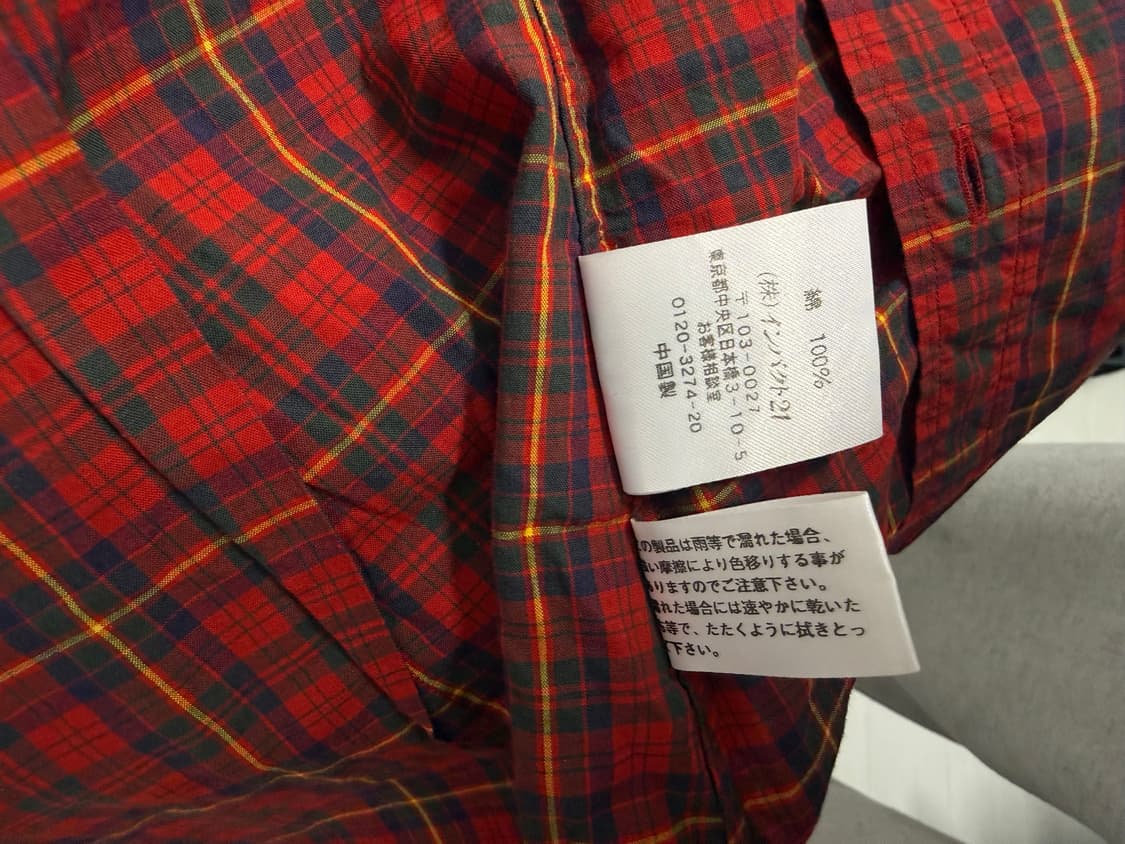 綿 100%
(株)インパクト21
〒103-0027
東京都中央区日本橋3-10-5
お客様相談室
0120-3274-20
中国製
の製品は雨等で濡れた場合、
い摩擦により色移りする事が
りますのでご注意下さい。
れた場合には速やかに乾いた
等で、たたくように拭きとっ
下さい。